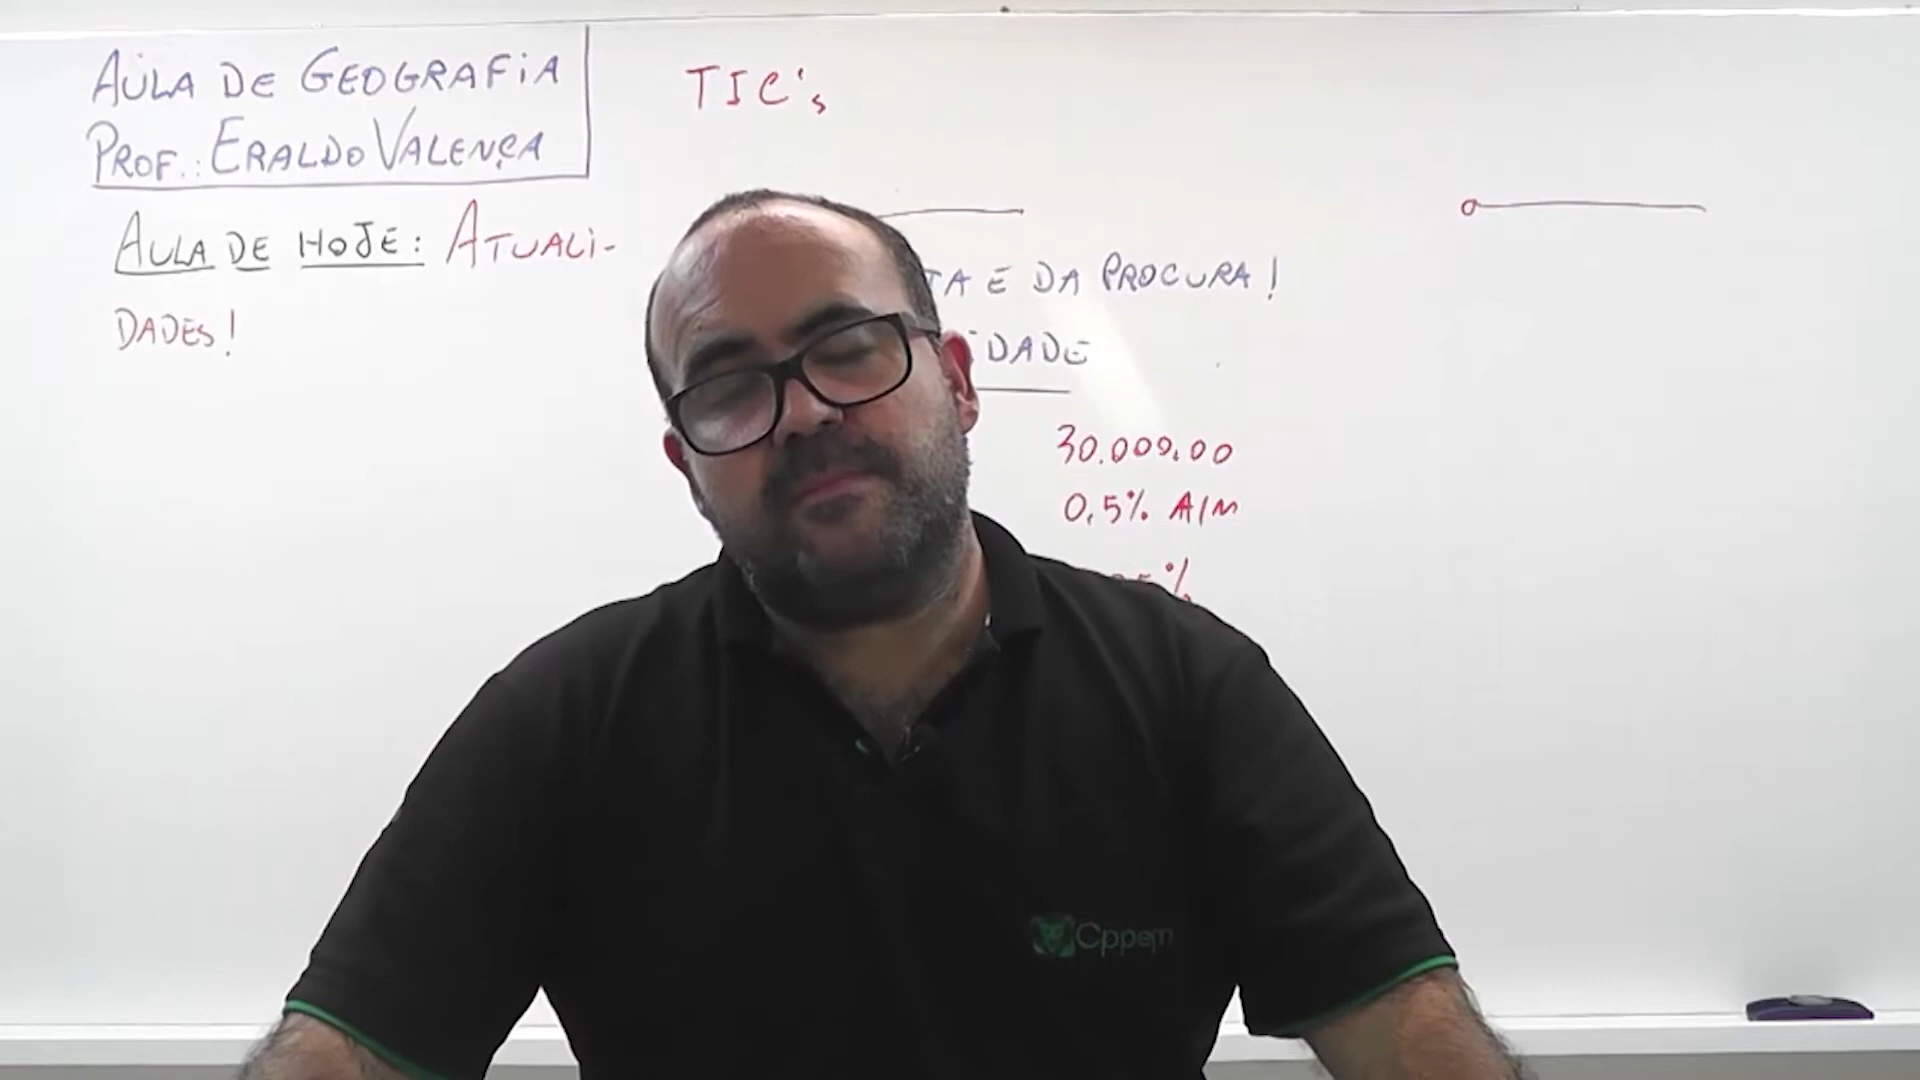 AULA DE GEOGRAFIA
PROF.: ERALDO VALENÇA
AULA DE HOJE: ATUALI-
DADES!
TIC's
TA E DA PROCURA!
EDADE
30.000,00
0,5% A/M
Cppem